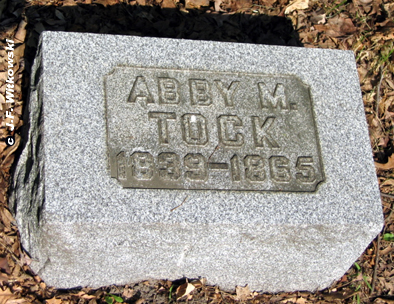 ABBY M.
TOCK
1839-1865
c J.F. Witkowski